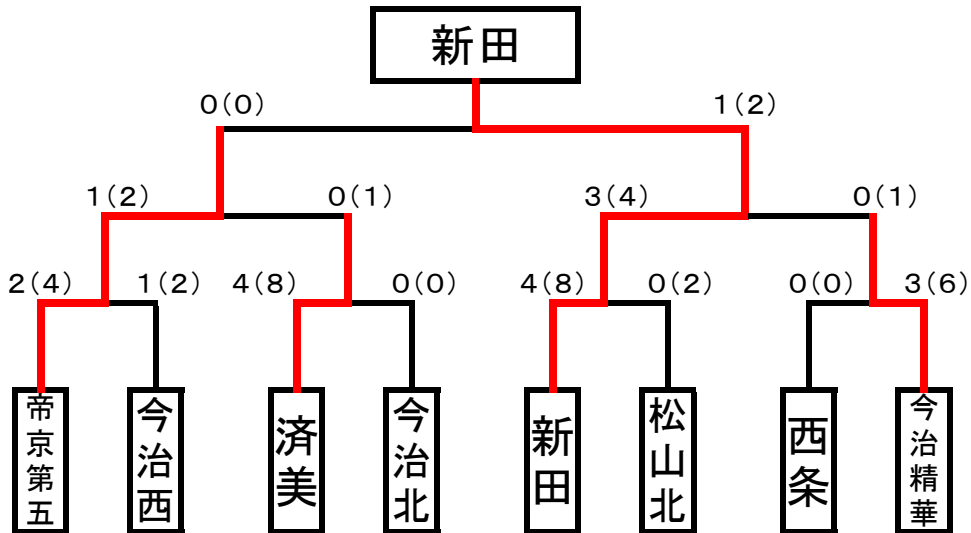 新田
0(0) 1(2)
1(2) 0(1) 3(4) 0(1)
2(4) 1(2) 4(8) 0(0) 4(8) 0(2) 0(0) 3(6)
帝京第五
今治西
済美
今治北
新田
松山北
西条
今治精華